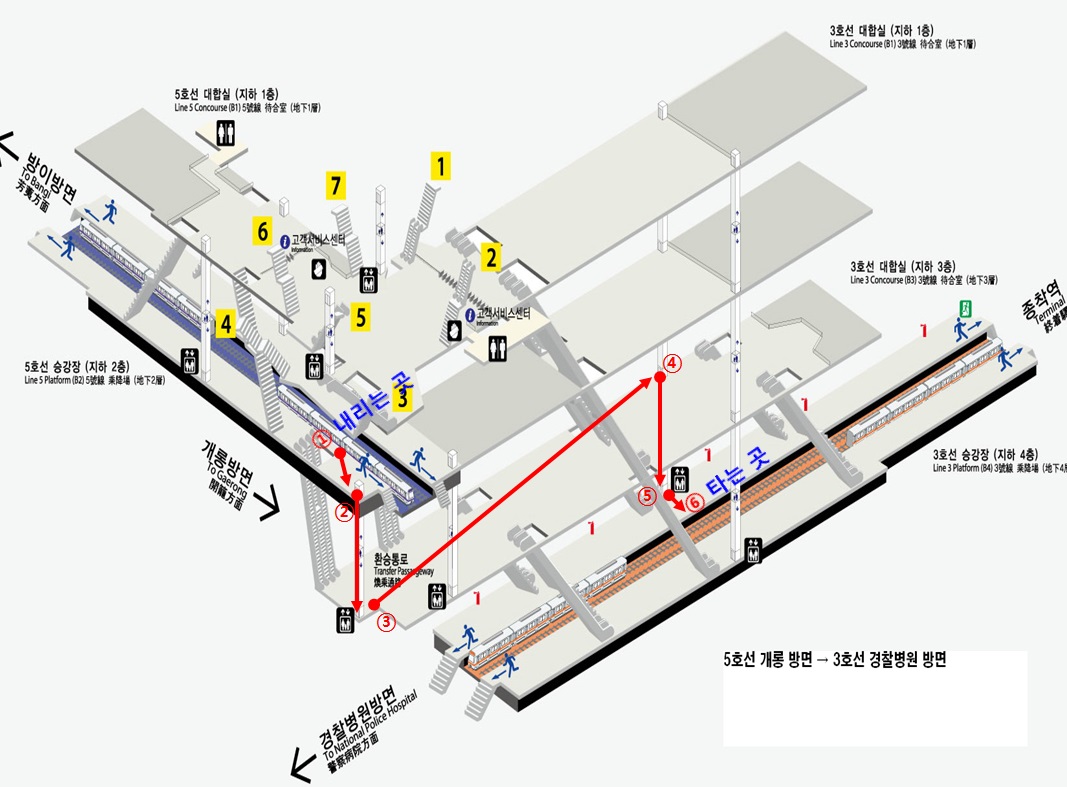 3호선 대합실 (지하 1층)
Line 3 Concourse (B1) 3號線 待合室 (地下1層)
5호선 대합실 (지하 1층)
Line 5 Concourse (B1) 5號線 待合室 (地下1層)
방이방면
To Bangi
芳荑方面
1
7
6
고객서비스센터
Information
2
3호선 대합실 (지하 3층)
Line 3 Concourse (B3) 3號線 待合室 (地下3層)
종착역
Terminal
終着驛
5
4
고객서비스센터
Information
5호선 승강장 (지하 2층)
Line 5 Platform (B2) 5號線 乘降場 (地下2層)
3
내리는 곳
①
②
③
④
⑤
⑥
타는 곳
개롱방면
To Gaerong
開籠方面
3호선 승강장 (지하 4층)
Line 3 Platform (B4) 3號線 乘降場 (地下4
환승통로
Transfer Passageway
換乘通路
5호선 개롱 방면 → 3호선 경찰병원 방면
경찰병원방면
To National Police Hospital
警察病院方面